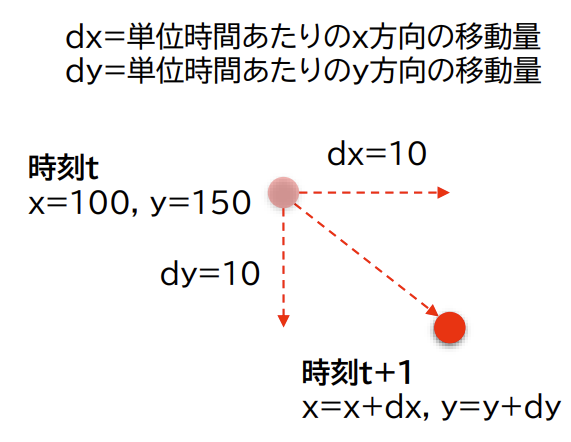 dx=単位時間あたりのx方向の移動量
dy=単位時間あたりのy方向の移動量
dx=10
時刻t
x=100, y=150
dy=10
時刻t+1
x=x+dx, y=y+dy